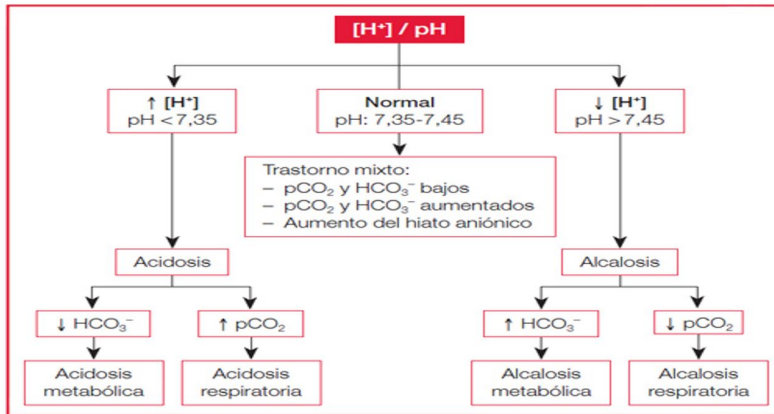 [H⁺] / pH
↑ [H⁺]
pH < 7,35
Normal
pH: 7,35-7,45
↓ [H⁺]
pH > 7,45
Trastorno mixto:
– pCO₂ y HCO₃⁻ bajos
– pCO₂ y HCO₃⁻ aumentados
– Aumento del hiato aniónico
Acidosis
Alcalosis
↓ HCO₃⁻
↑ pCO₂
↑ HCO₃⁻
↓ pCO₂
Acidosis
metabólica
Acidosis
respiratoria
Alcalosis
metabólica
Alcalosis
respiratoria